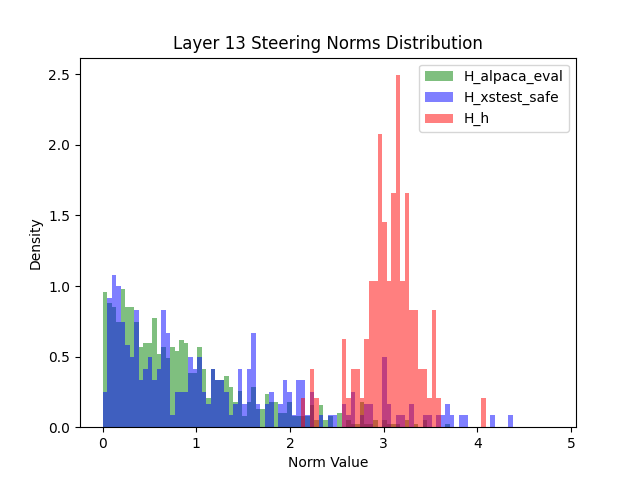 Layer 13 Steering Norms Distribution
H_alpaca_eval
H_xstest_safe
H_h
2.5
2.0
1.5
1.0
0.5
0.0
Density
0 1 2 3 4 5
Norm Value